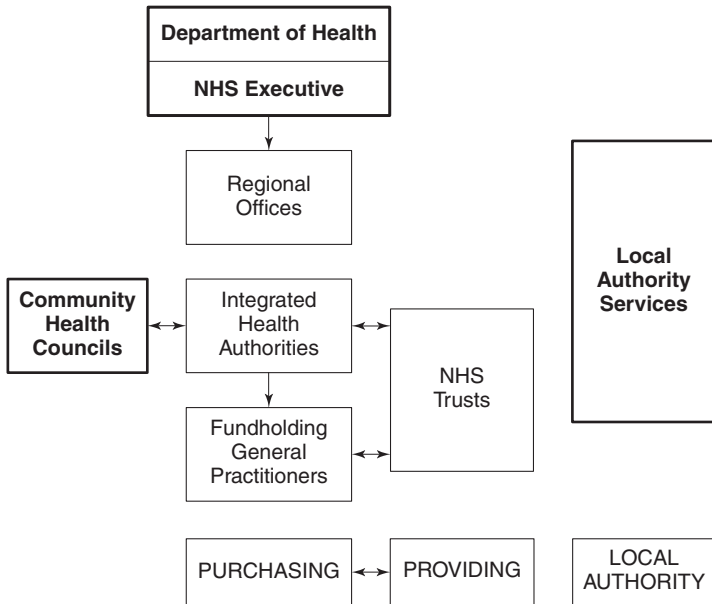 Department of Health
NHS Executive
Regional
Offices
Local
Authority
Services
Community
Health
Councils
Integrated
Health
Authorities
NHS
Trusts
Fundholding
General
Practitioners
PURCHASING
PROVIDING
LOCAL
AUTHORITY